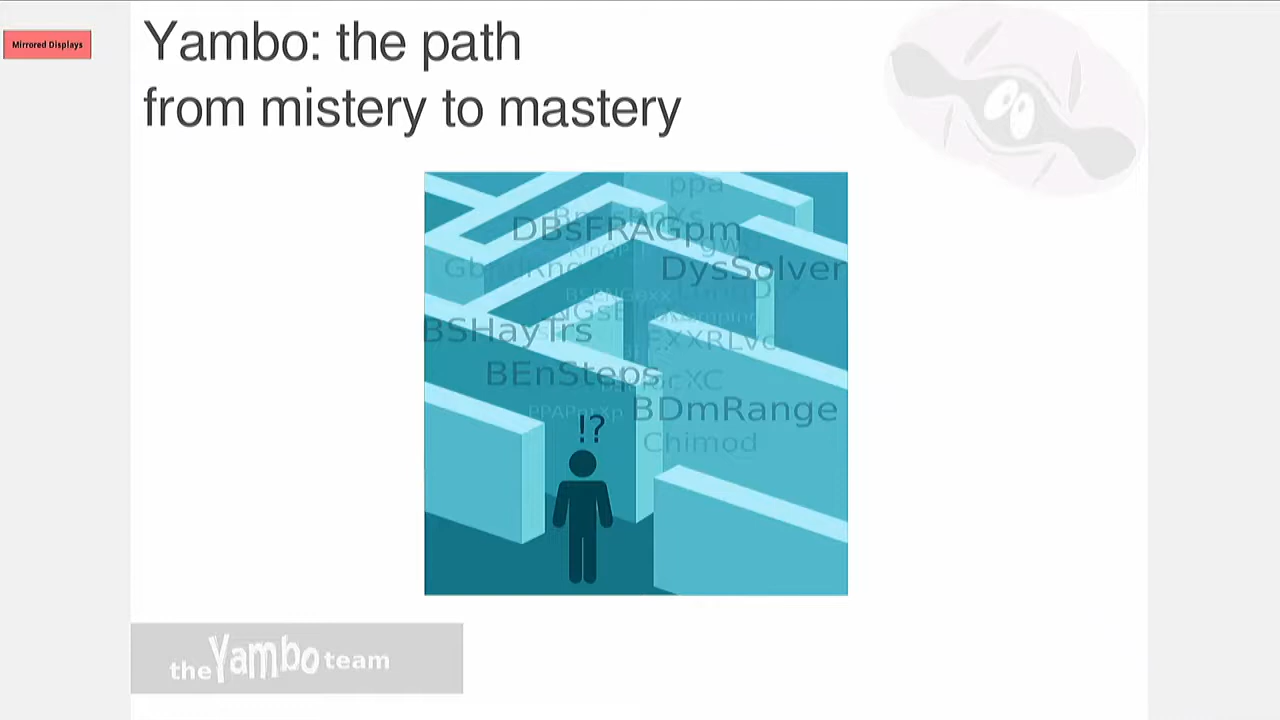 Mirrored Displays
Yambo: the path
from mistery to mastery
ppa
DBsFRAGpm
DysSolver
BSHayTrs
EXXRLvc
BEnSteps
BDmRange
!?
Chimod
the Yambo team